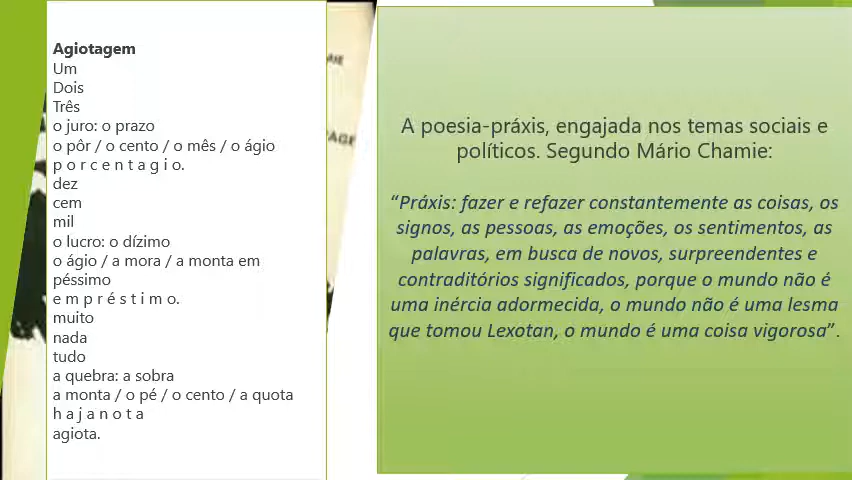 Agiotagem
Um
Dois
Três
o juro: o prazo
o pôr / o cento / o mês / o ágio
p o r c e n t a g i o.
dez
cem
mil
o lucro: o dízimo
o ágio / a mora / a monta em
péssimo
e m p r é s t i m o.
muito
nada
tudo
a quebra: a sobra
a monta / o pé / o cento / a quota
h a j a n o t a
agiota.
A poesia-práxis, engajada nos temas sociais e
políticos. Segundo Mário Chamie:
“Práxis: fazer e refazer constantemente as coisas, os
signos, as pessoas, as emoções, os sentimentos, as
palavras, em busca de novos, surpreendentes e
contraditórios significados, porque o mundo não é
uma inércia adormecida, o mundo não é uma lesma
que tomou Lexotan, o mundo é uma coisa vigorosa”.